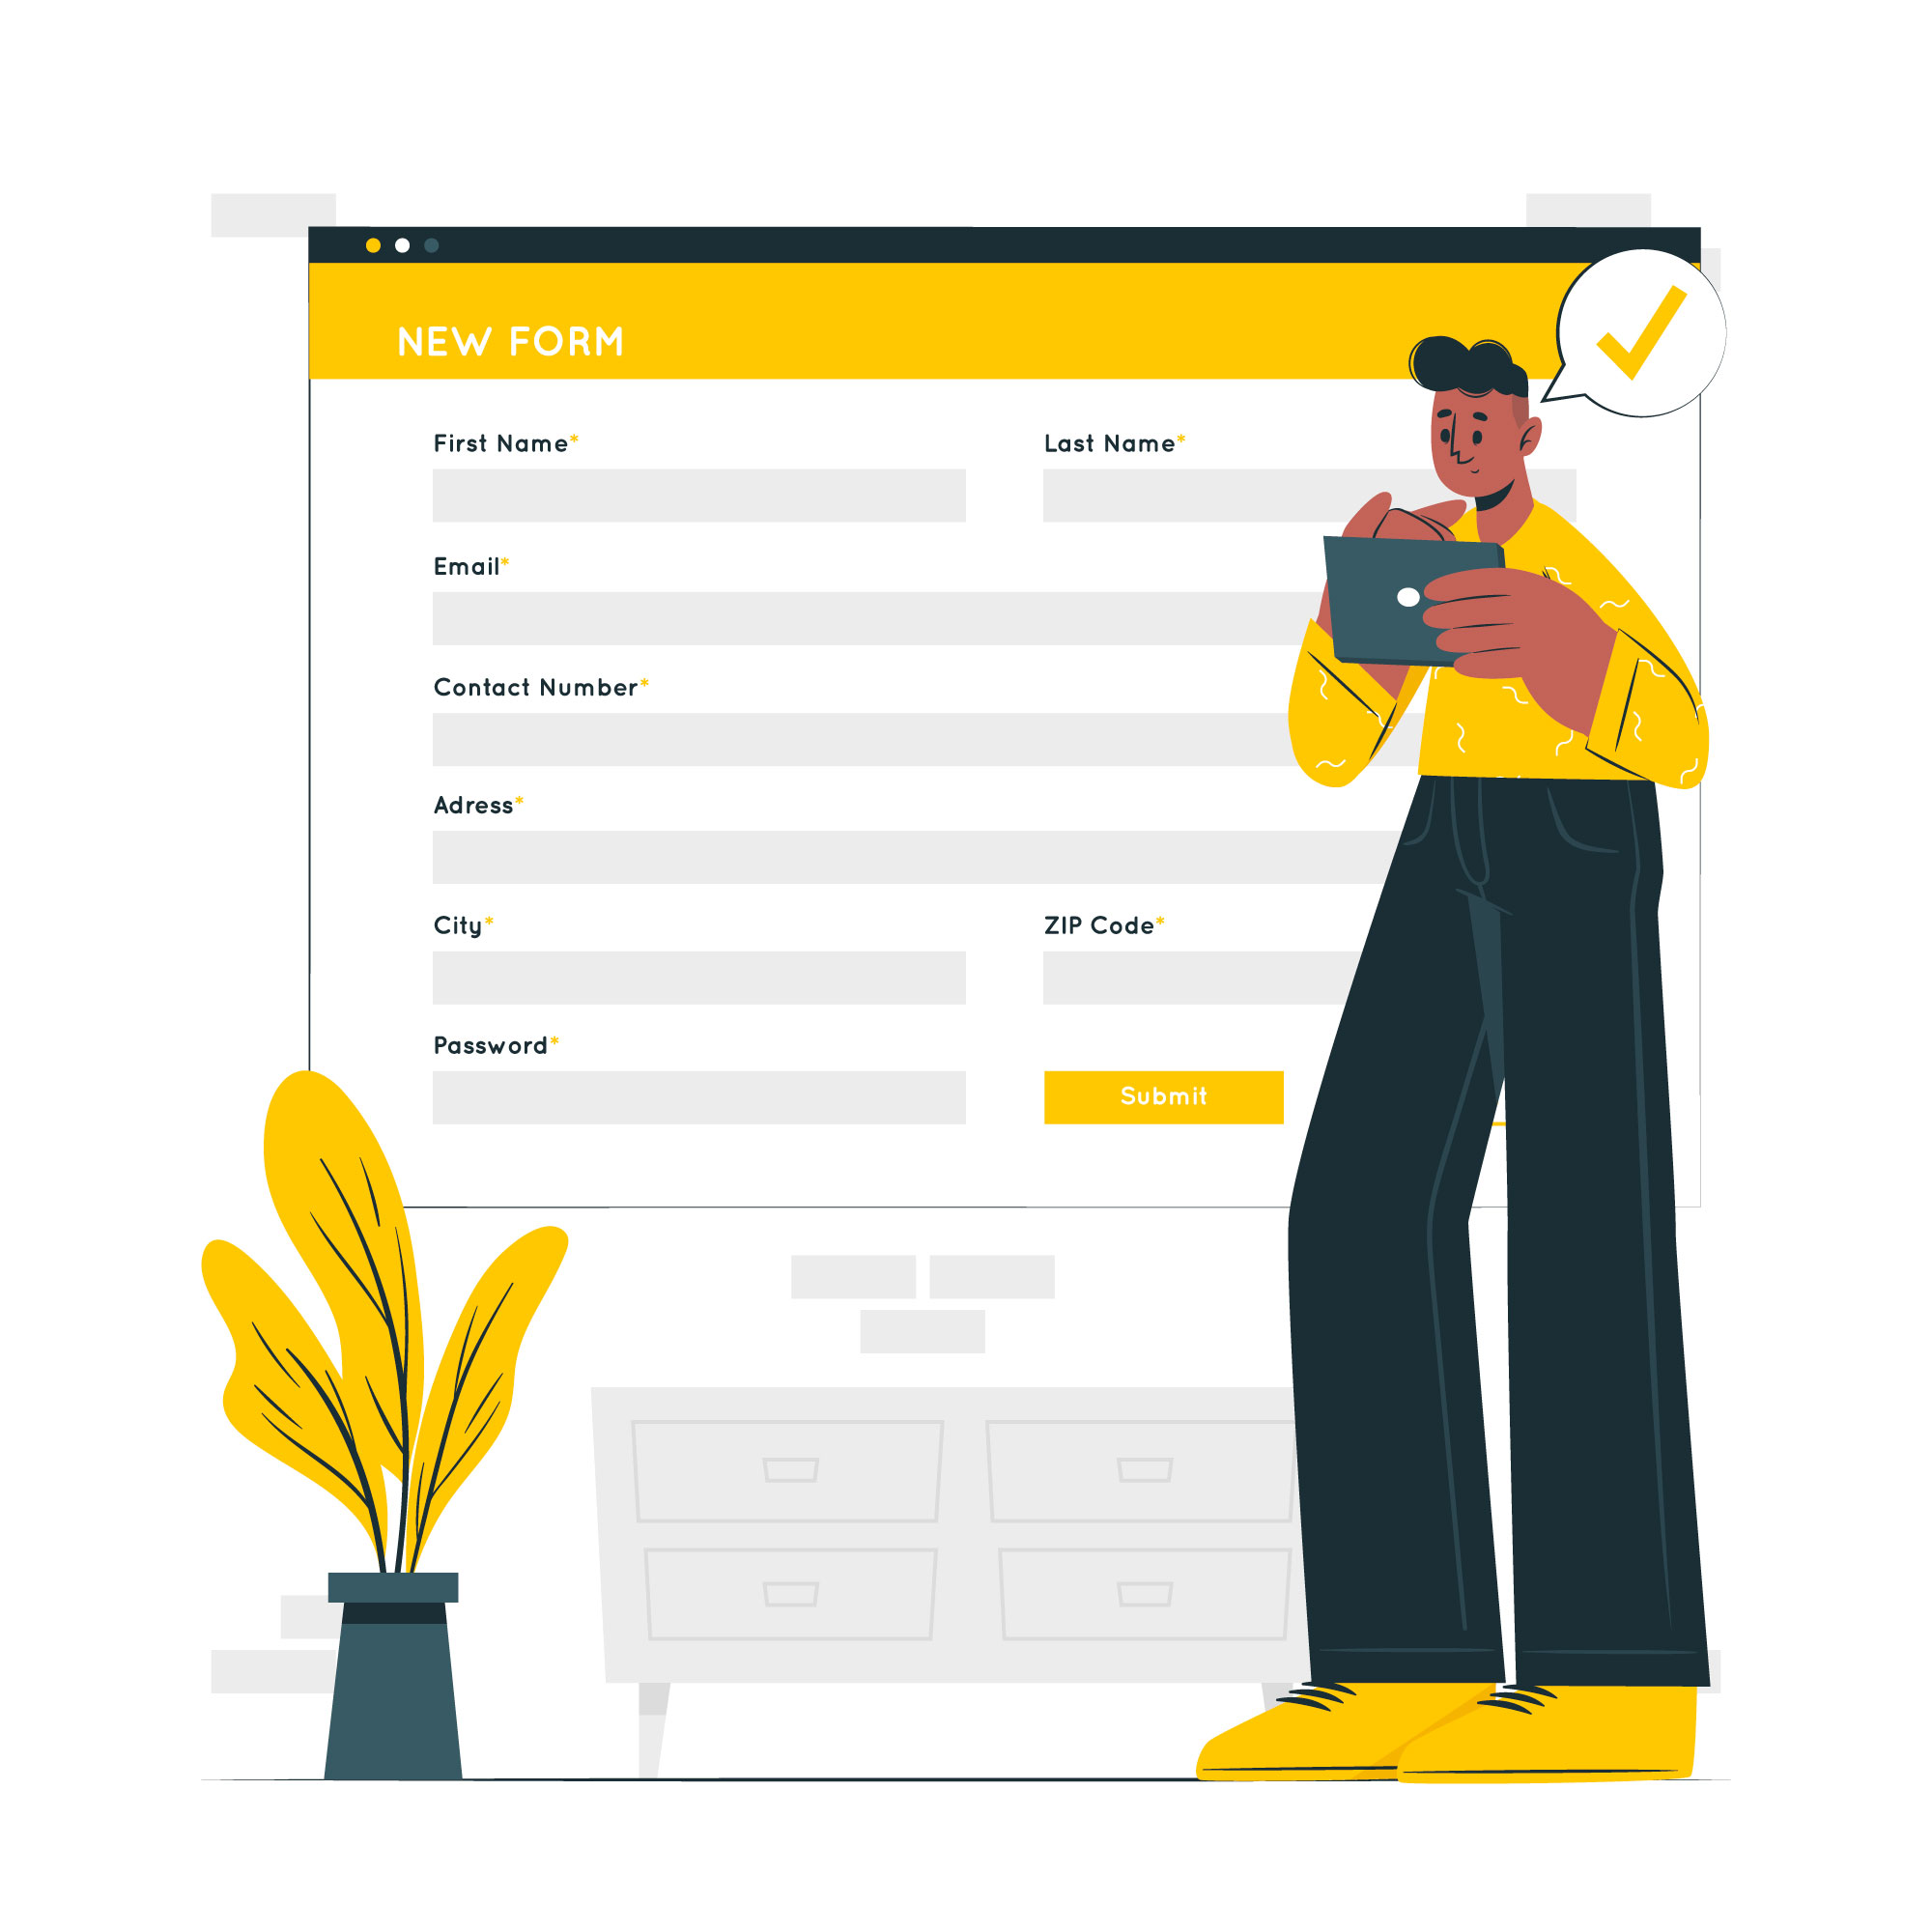 NEW FORM
First Name* Last Name*
Email*
Contact Number*
Adress*
City* ZIP Code*
Password*
Submit